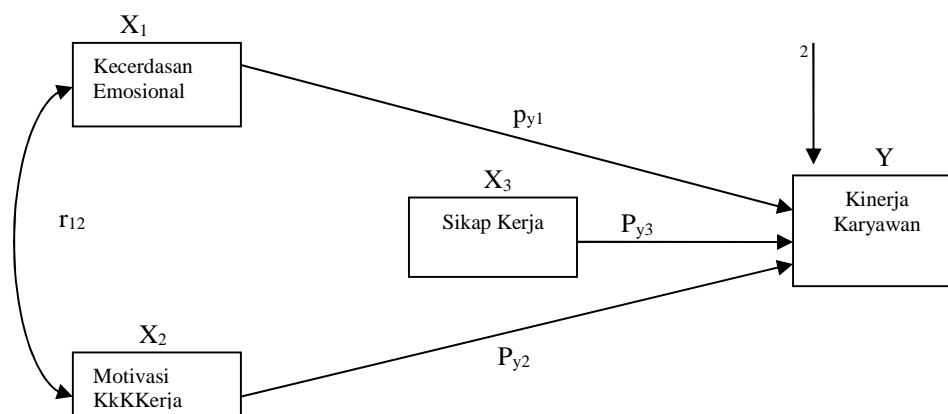 X1
Kecerdasan
Emosional
2
py1
Y
X3
Kinerja
Karyawan
Sikap Kerja
Py3
r12
X2
Py2
Motivasi
KkKKerja